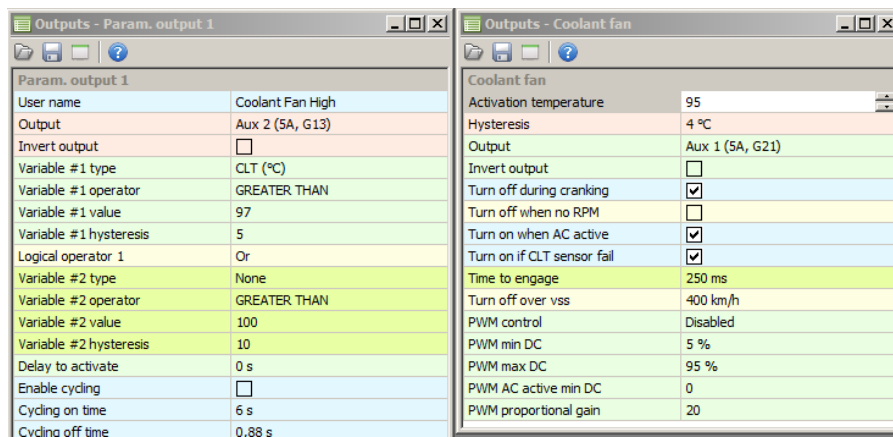 Outputs - Param. output 1
Param. output 1
User name Coolant Fan High
Output Aux 2 (5A, G13)
Invert output
Variable #1 type CLT (°C)
Variable #1 operator GREATER THAN
Variable #1 value 97
Variable #1 hysteresis 5
Logical operator 1 Or
Variable #2 type None
Variable #2 operator GREATER THAN
Variable #2 value 100
Variable #2 hysteresis 10
Delay to activate 0 s
Enable cycling
Cycling on time 6 s
Cycling off time 0.88 s
Outputs - Coolant fan
Coolant fan
Activation temperature 95
Hysteresis 4 °C
Output Aux 1 (5A, G21)
Invert output
Turn off during cranking
Turn off when no RPM
Turn on when AC active
Turn on if CLT sensor fail
Time to engage 250 ms
Turn off over vss 400 km/h
PWM control Disabled
PWM min DC 5 %
PWM max DC 95 %
PWM AC active min DC 0
PWM proportional gain 20